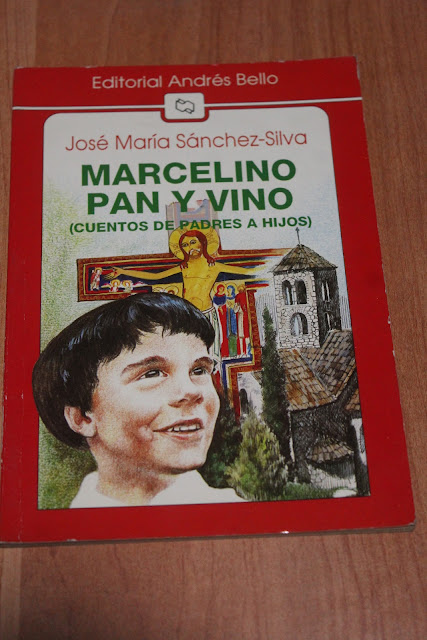 Editorial Andrés Bello
José María Sánchez-Silva
MARCELINO
PAN Y VINO
(CUENTOS DE PADRES A HIJOS)